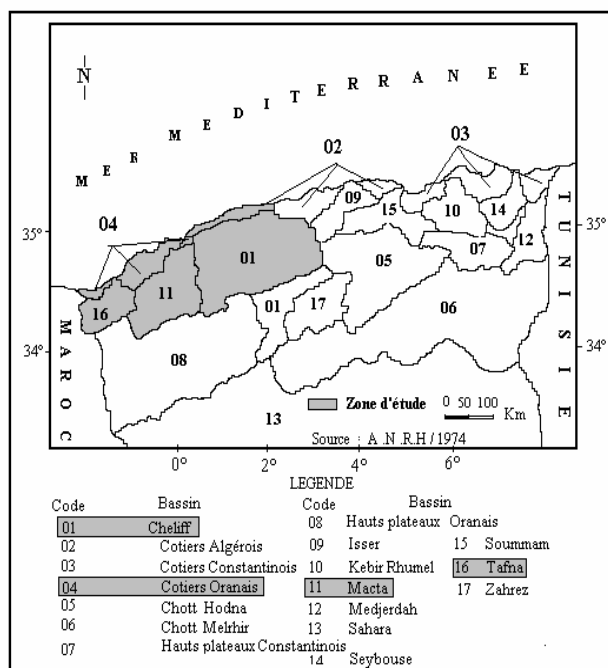 N
MER MEDITERRANEE
02
03
04
09
15
10
14
12
07
35°
35°
01
05
11
16
01
17
06
34°
34°
08
13
MAROC
TUNISIE
Zone d'étude
0 50 100
Km
Source : A .N .R.H / 1974
0° 2° 4° 6°
LEGENDE
Code Bassin
01 Cheliff
02 Cotiers Algérois
03 Cotiers Constantinois
04 Cotiers Oranais
05 Chott Hodna
06 Chott Melrhir
07 Hauts plateaux Constantinois
Code Bassin
08 Hauts plateaux Oranais
09 Isser
10 Kebir Rhumel
11 Macta
12 Medjerdah
13 Sahara
14 Seybouse
15 Soummam
16 Tafna
17 Zahrez